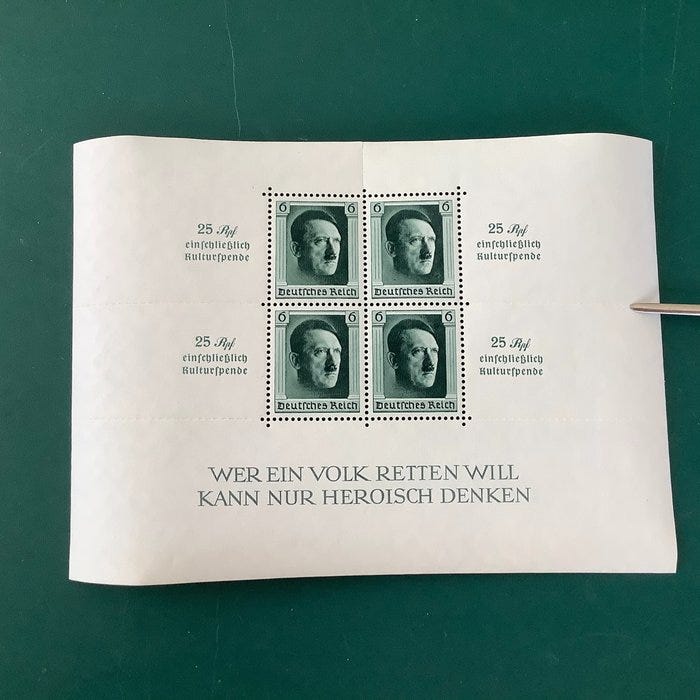 6 6 6 6
25 Rpf
einschließlich
Kulturspende
25 Rpf
einschließlich
Kulturspende
Deutsches Reich Deutsches Reich
6 6 6 6
25 Rpf
einschließlich
Kulturspende
25 Rpf
einschließlich
Kulturspende
Deutsches Reich Deutsches Reich
WER EIN VOLK RETTEN WILL
KANN NUR HEROISCH DENKEN